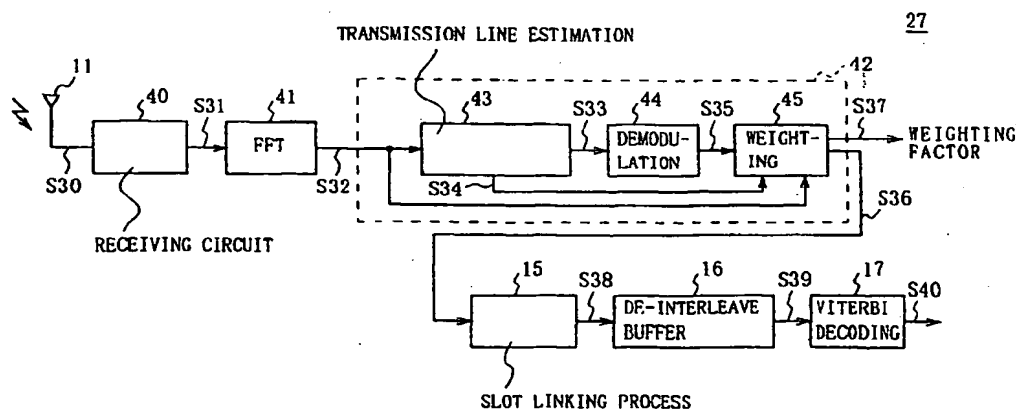 27
TRANSMISSION LINE ESTIMATION
42
11
40
S31
41
43
S33
44
S35
45
S37
FFT
DEMODU-
LATION
WEIGHT-
ING
WEIGHTING
FACTOR
S30
S32
S34
S36
RECEIVING CIRCUIT
15
S38
16
S39
17
S40
DE-INTERLEAVE
BUFFER
VITERBI
DECODING
SLOT LINKING PROCESS